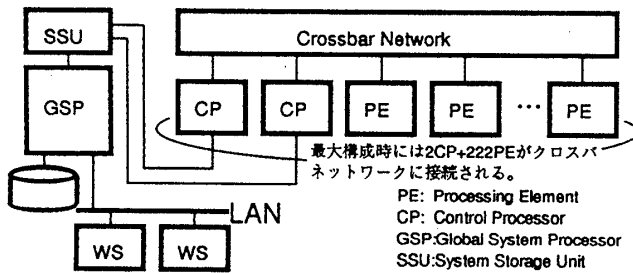 SSU
Crossbar Network
GSP
CP
CP
PE
PE
… PE
最大構成時には2CP+222PEがクロスバ
ネットワークに接続される。
PE: Processing Element
CP: Control Processor
GSP:Global System Processor
SSU:System Storage Unit
LAN
WS
WS